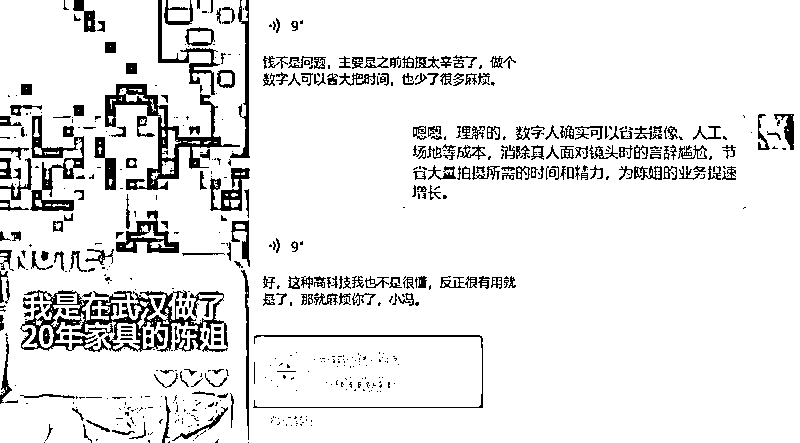 NOTE
我是在武汉做了
20年家具的陈姐
9"
钱不是问题，主要是之前拍摄太辛苦了，做个
数字人可以省大把时间，也少了很多麻烦。
嗯嗯，理解的，数字人确实可以省去摄像、人工、
场地等成本，消除真人面对镜头时的言辞尴尬，节
省大量拍摄所需的时间和精力，为陈姐的业务提速
增长。
9"
好，这种高科技我也不是很懂，反正很有用就
是了，那就麻烦你了，小冯。